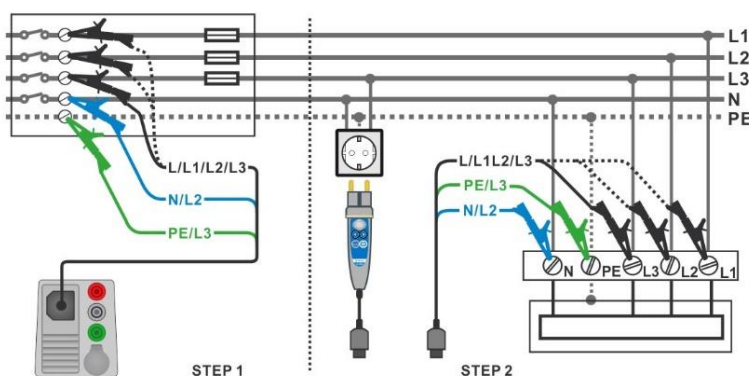 L1
L2
L3
N
PE
L/L1/L2/L3
N/L2
PE/L3
STEP 1
L/L1L2/L3
PE/L3
N/L2
N PE L3 L2 L1
STEP 2